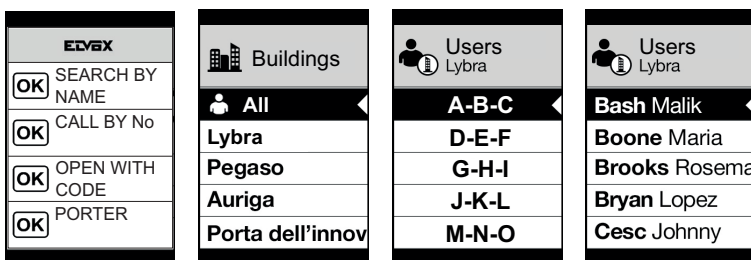 ELVOX
OK SEARCH BY
NAME
OK CALL BY No
OK OPEN WITH
CODE
OK PORTER
Buildings
All
Lybra
Pegaso
Auriga
Porta dell'innov
Users
Lybra
A-B-C
D-E-F
G-H-I
J-K-L
M-N-O
Users
Lybra
Bash Malik
Boone Maria
Brooks Rosema
Bryan Lopez
Cesc Johnny